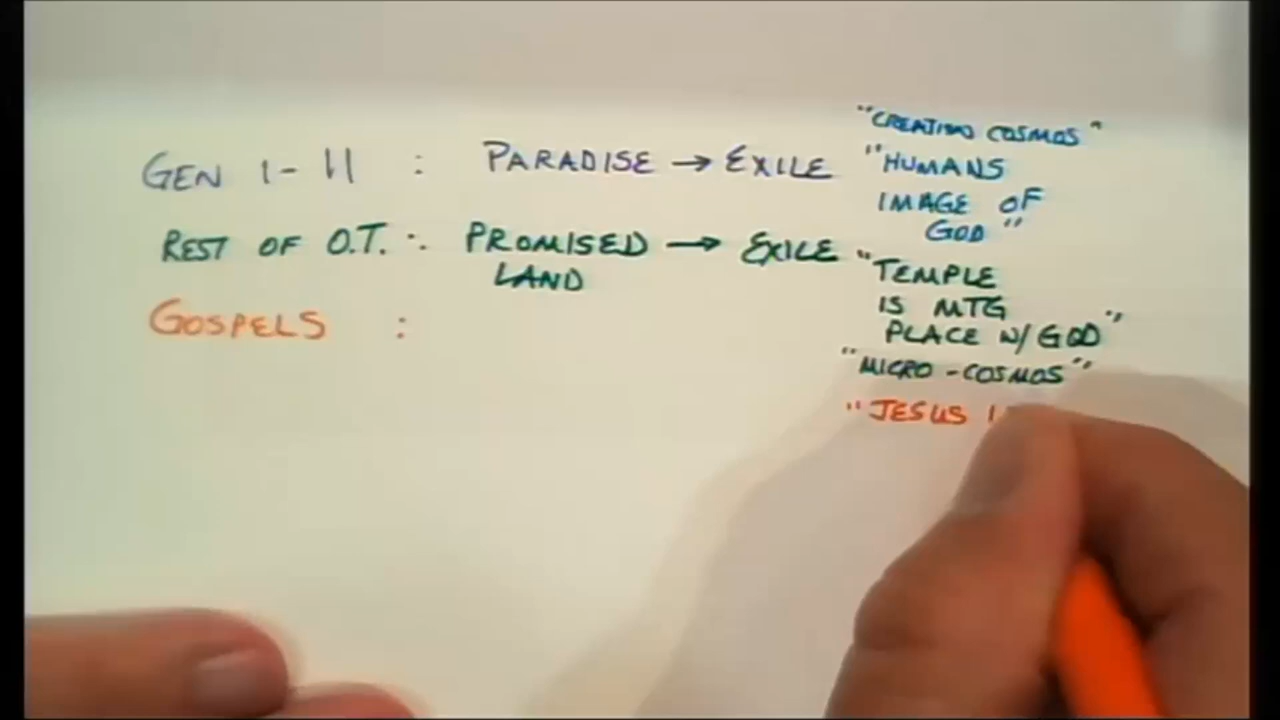 GEN 1-11 : PARADISE → EXILE
"CREATION COSMOS"
"HUMANS
IMAGE OF
GOD"
REST OF O.T. : PROMISED → EXILE
LAND
"TEMPLE
IS MTG
PLACE W/ GOD"
"MICRO-COSMOS"
GOSPELS :
"JESUS